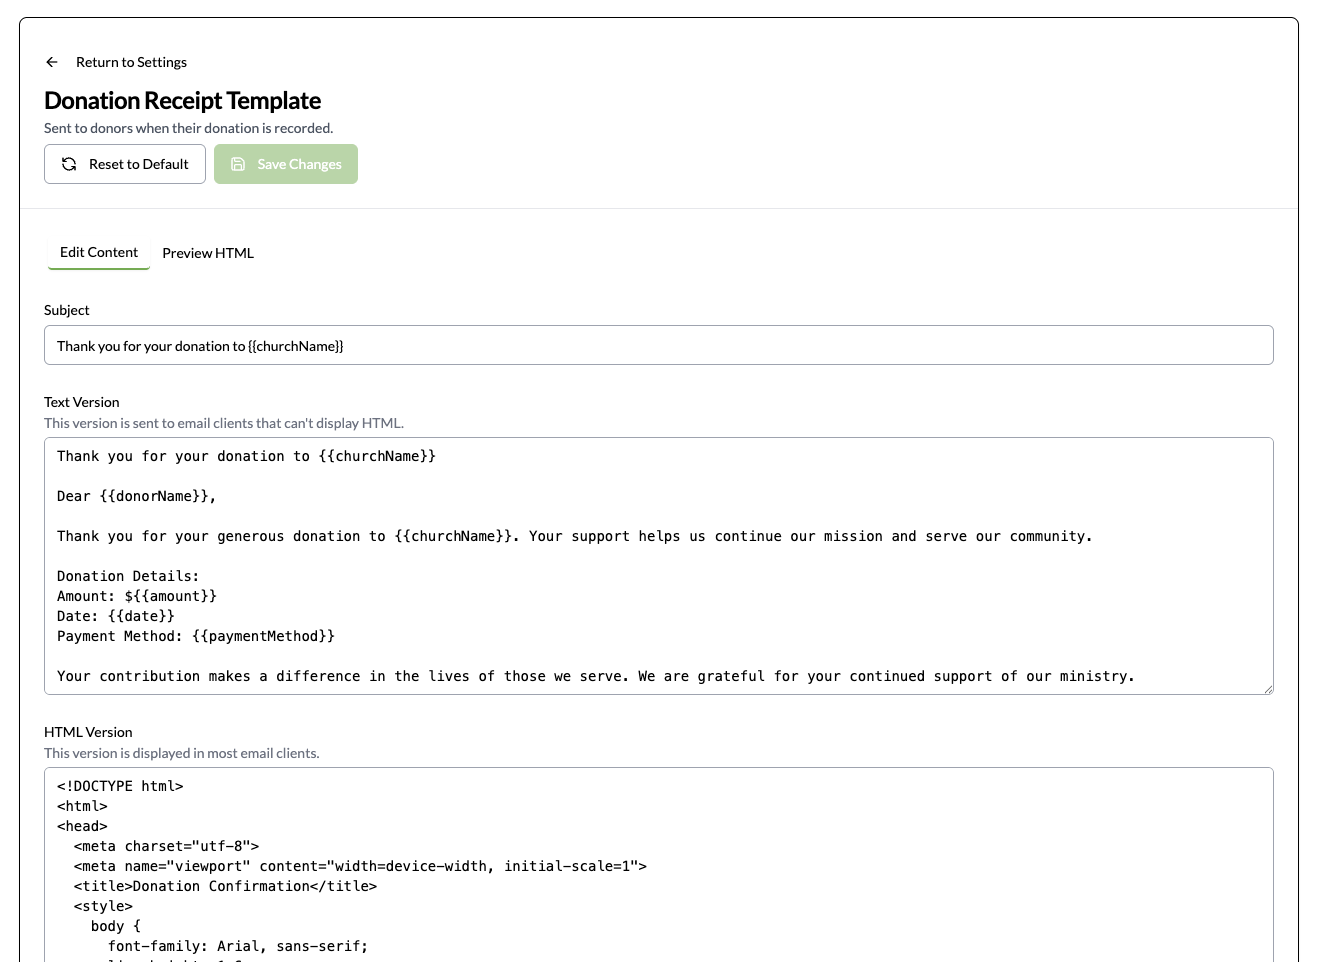 Return to Settings
Donation Receipt Template
Sent to donors when their donation is recorded.
Reset to Default
Save Changes
Edit Content
Preview HTML
Subject
Thank you for your donation to {{churchName}}
Text Version
This version is sent to email clients that can't display HTML.
Thank you for your donation to {{churchName}}
Dear {{donorName}},
Thank you for your generous donation to {{churchName}}. Your support helps us continue our mission and serve our community.
Donation Details:
Amount: ${{amount}}
Date: {{date}}
Payment Method: {{paymentMethod}}
Your contribution makes a difference in the lives of those we serve. We are grateful for your continued support of our ministry.
HTML Version
This version is displayed in most email clients.
<!DOCTYPE html>
<html>
<head>
  <meta charset="utf-8">
  <meta name="viewport" content="width=device-width, initial-scale=1">
  <title>Donation Confirmation</title>
  <style>
    body {
      font-family: Arial, sans-serif;